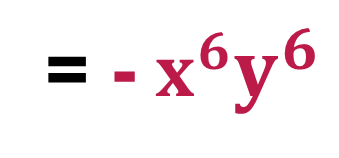 = - x⁶y⁶